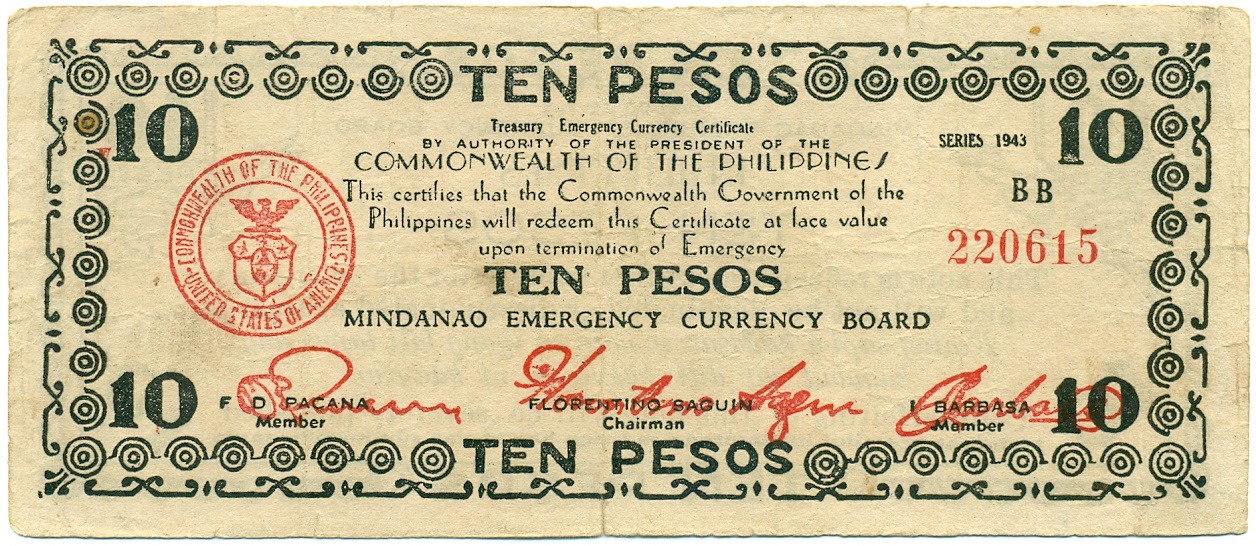 TEN PESOS
10
10
Treasury Emergency Currency Certificate
SERIES 1943
BY AUTHORITY OF THE PRESIDENT OF THE
COMMONWEALTH OF THE PHILIPPINES
This certifies that the Commonwealth Government of the
BB
Philippines will redeem this Certificate at face value
220615
upon termination of Emergency
TEN PESOS
COMMONWEALTH OF THE PHILIPPINES
UNITED STATES OF AMERICA
MINDANAO EMERGENCY CURRENCY BOARD
10
F D PACANA
FLORENTINO SAGUIN
I BARBASA
10
Member
Chairman
Member
TEN PESOS